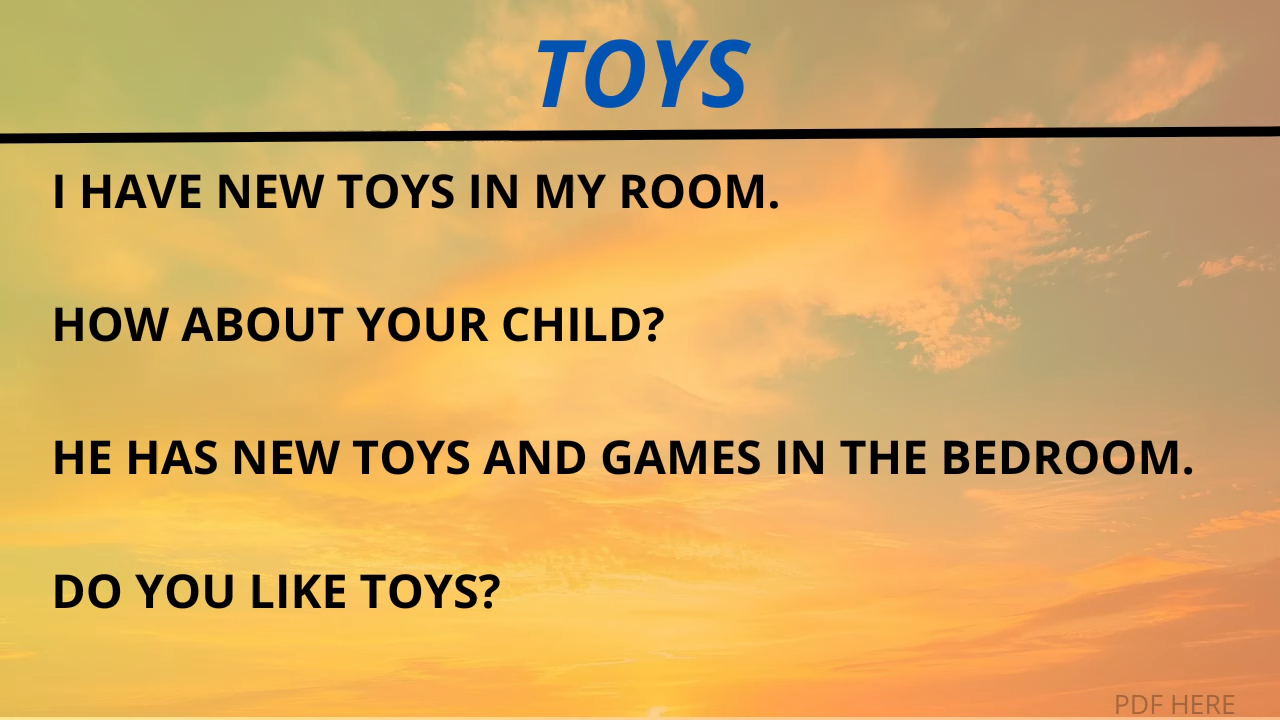 TOYS
I HAVE NEW TOYS IN MY ROOM.
HOW ABOUT YOUR CHILD?
HE HAS NEW TOYS AND GAMES IN THE BEDROOM.
DO YOU LIKE TOYS?
PDF HERE